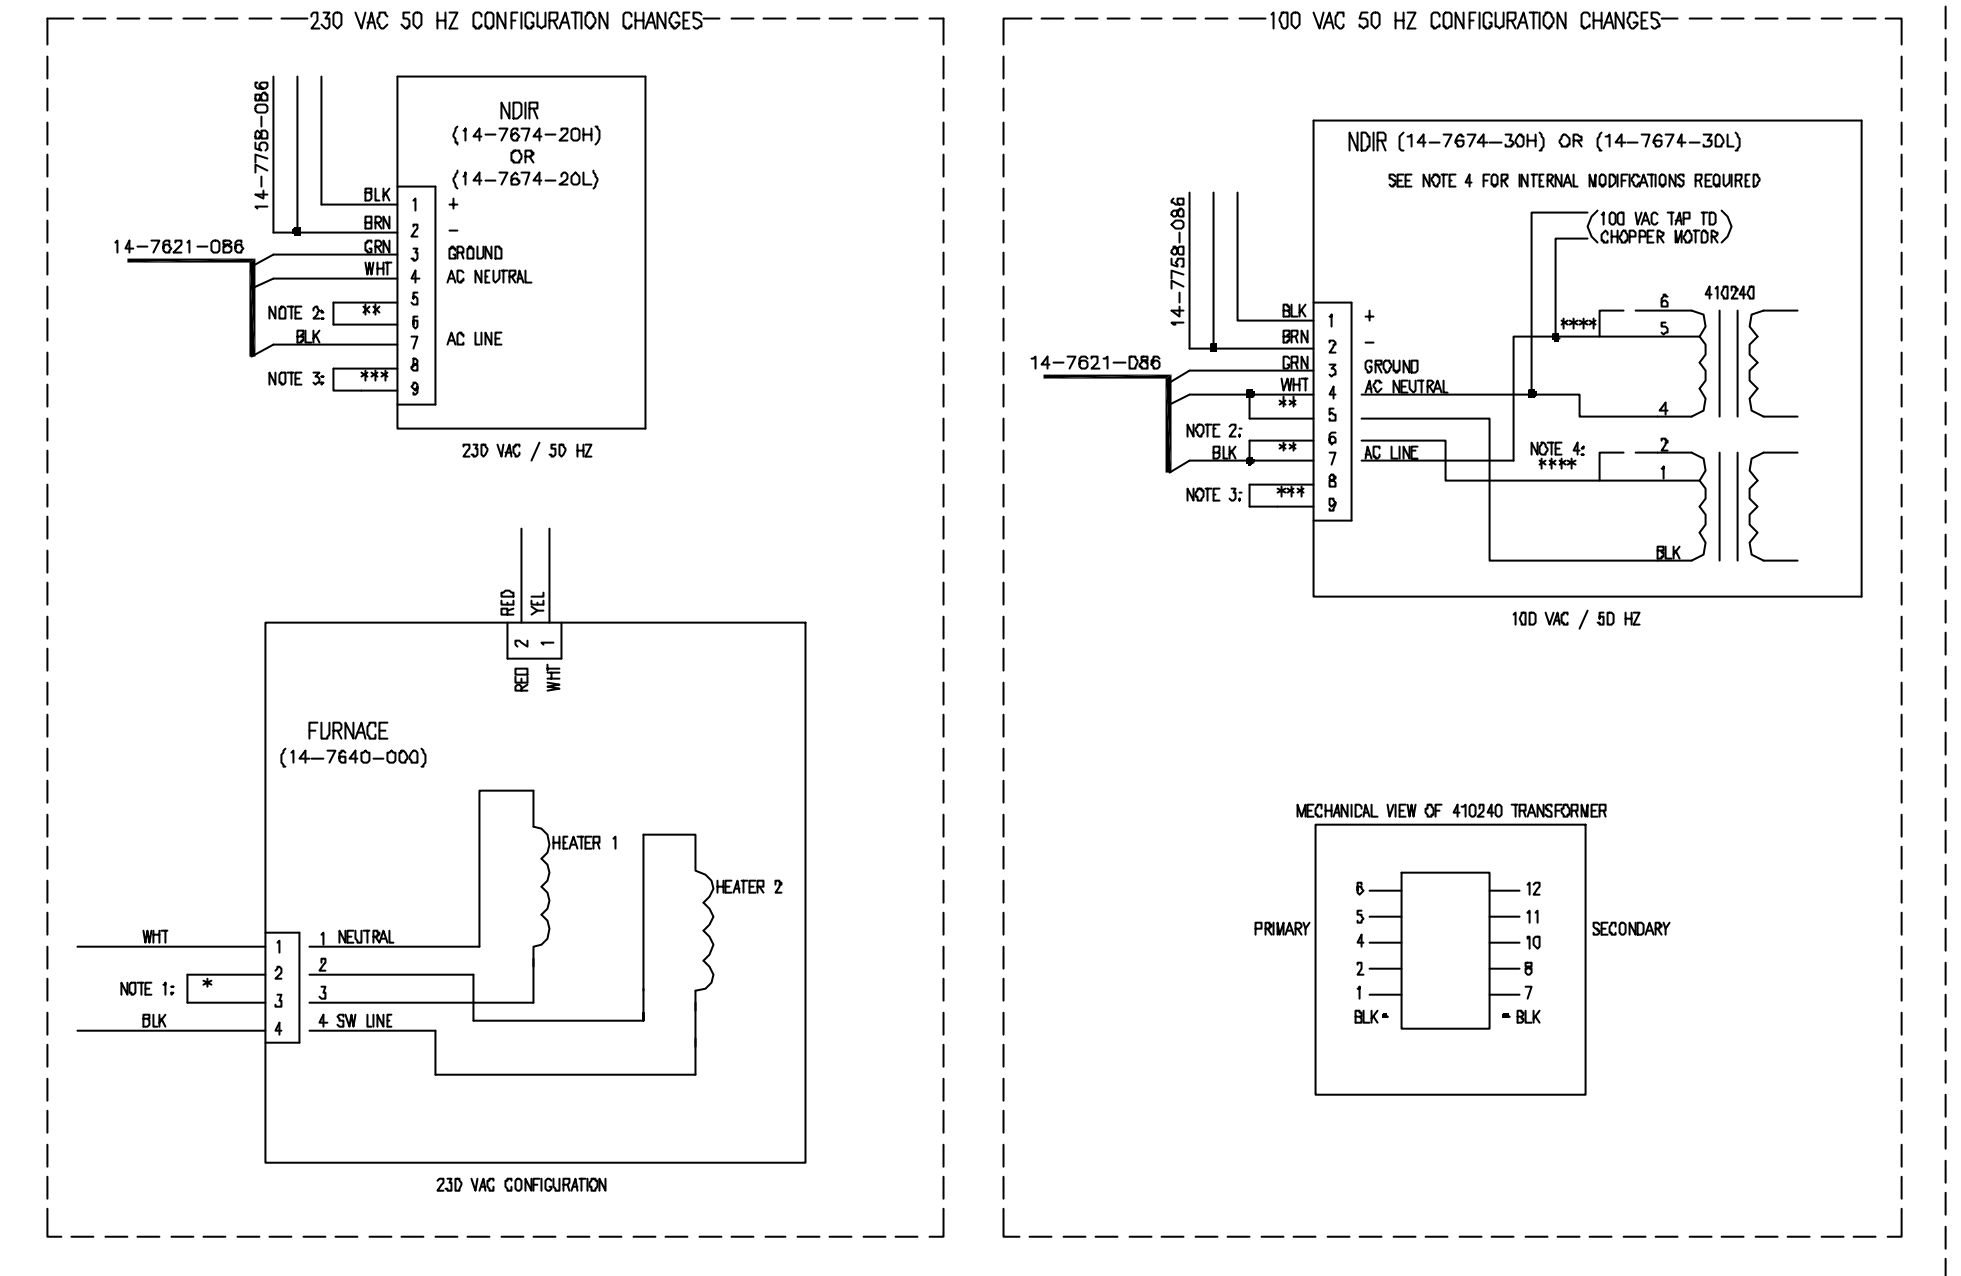 230 VAC 50 HZ CONFIGURATION CHANGES
14-7758-086
NDIR
(14-7674-20H)
OR
(14-7674-20L)
BLK 1 +
BRN 2 -
14-7621-086
GRN 3 GROUND
WHT 4 AC NEUTRAL
5
NOTE 2: **
6
BLK 7 AC LINE
8
NOTE 3: ***
9
230 VAC / 50 HZ
RED YEL
2 1
RED WHT
FURNACE
(14-7640-000)
HEATER 1
HEATER 2
WHT 1 1 NEUTRAL
2 2
NOTE 1: *
3 3
BLK 4 4 SW LINE
230 VAC CONFIGURATION
100 VAC 50 HZ CONFIGURATION CHANGES
NDIR (14-7674-30H) OR (14-7674-30L)
SEE NOTE 4 FOR INTERNAL MODIFICATIONS REQUIRED
14-7758-086
(100 VAC TAP TO
CHOPPER MOTOR)
410240
6
BLK 1 +
**** 5
BRN 2 -
14-7621-086
GRN 3 GROUND
WHT 4 AC NEUTRAL
** 5
4
NOTE 2: 6
BLK ** 7 AC LINE
NOTE 4: 2
**** 1
8
NOTE 3: ***
9
BLK
100 VAC / 50 HZ
MECHANICAL VIEW OF 410240 TRANSFORMER
6 12
5 11
PRIMARY SECONDARY
4 10
2 8
1 7
BLK BLK